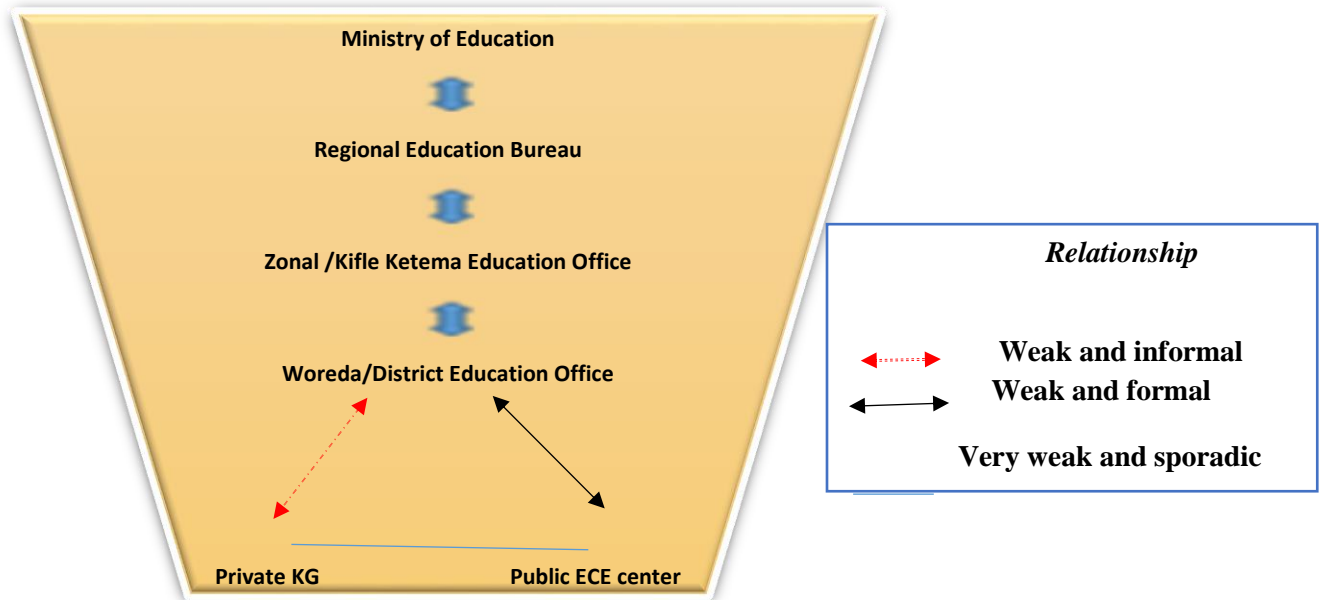 Ministry of Education
Regional Education Bureau
Zonal /Kifle Ketema Education Office
Woreda/District Education Office
Private KG
Public ECE center
Relationship
Weak and informal
Weak and formal
Very weak and sporadic